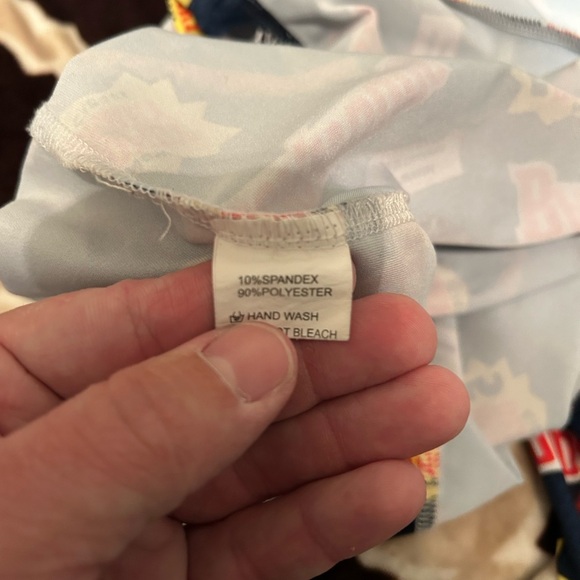 10%SPANDEX
90%POLYESTER
HAND WASH
BLEACH